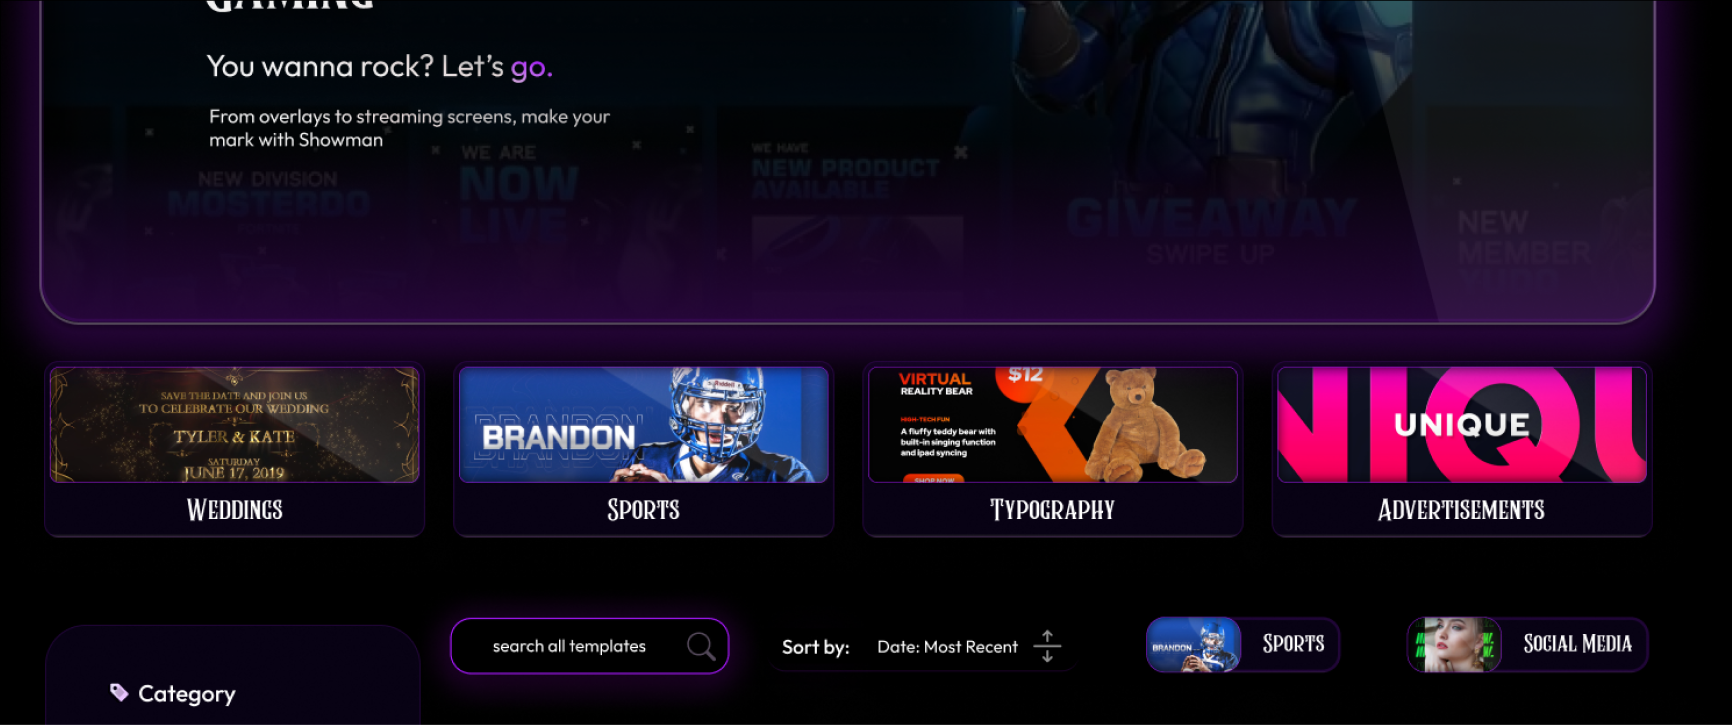 GAMING
You wanna rock? Let's go.
From overlays to streaming screens, make your
mark with Showman
NEW DIVISION
MOSTERDO
WE ARE
NOW
LIVE
WE HAVE
NEW PRODUCT
AVAILABLE
GIVEAWAY
SWIPE UP
NEW
MEMBER
SAVE THE DATE AND JOIN US
TO CELEBRATE OUR WEDDING
TYLER & KATE
SATURDAY
JUNE 17, 2019
WEDDINGS
BRANDON
BRANDON
Riddell
SPORTS
VIRTUAL
REALITY BEAR
$12
HIGH-TECH FUN
A fluffy teddy bear with
built-in singing function
and ipad syncing
SHOP NOW
TYPOGRAPHY
NIQU
UNIQUE
ADVERTISEMENTS
search all templates
Sort by: Date: Most Recent
BRANDON
SPORTS
SOCIAL MEDIA
Category